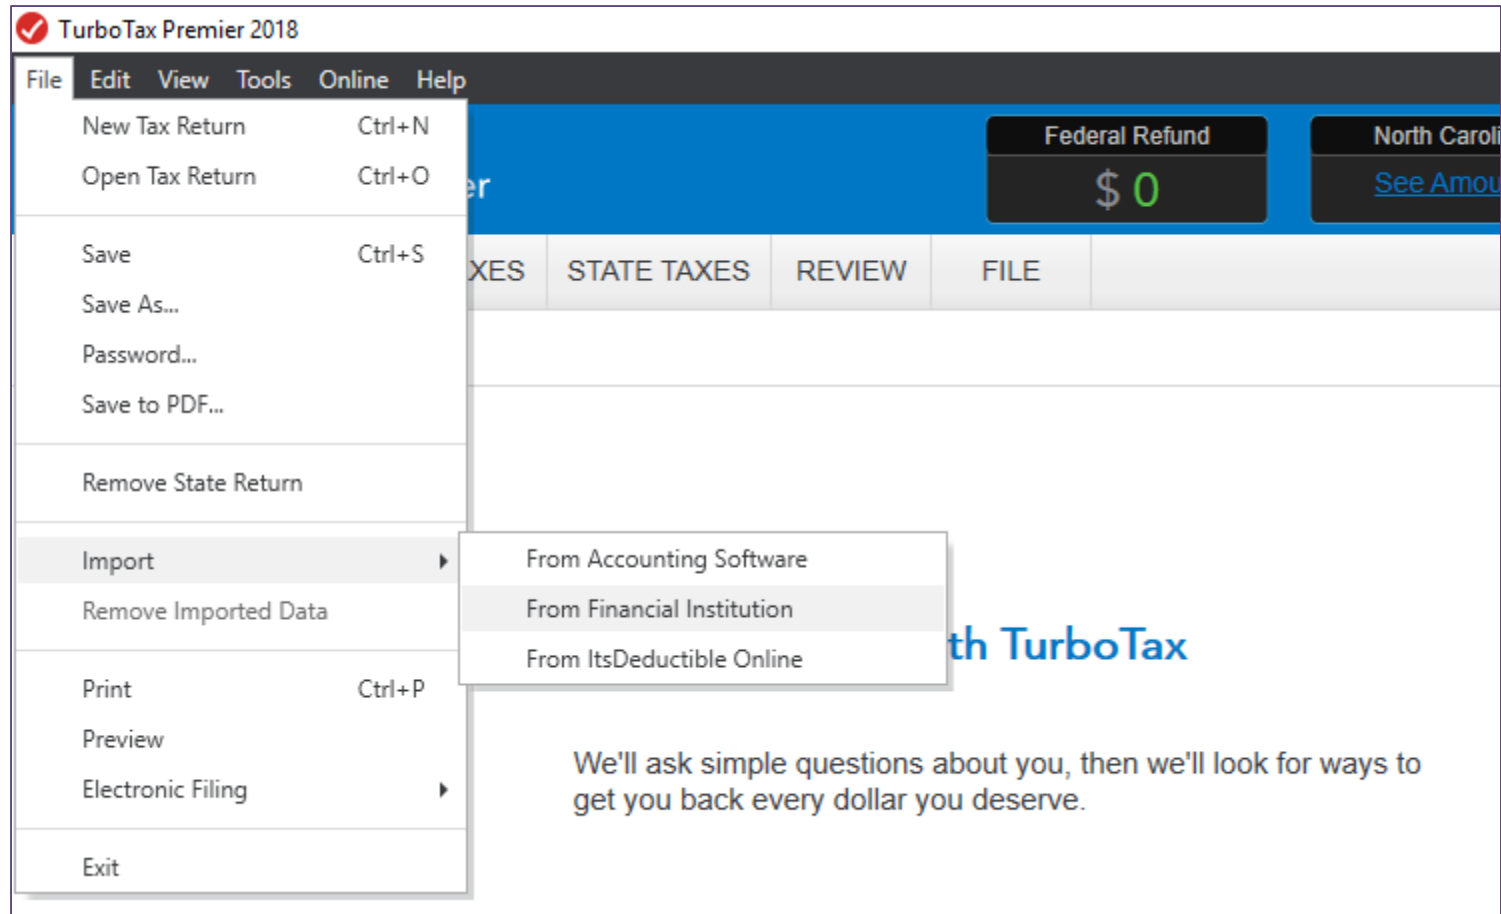 TurboTax Premier 2018
File Edit View Tools Online Help
New Tax Return Ctrl+N
Open Tax Return Ctrl+O
Save Ctrl+S
Save As...
Password...
Save to PDF...
Remove State Return
Import
Remove Imported Data
Print Ctrl+P
Preview
Electronic Filing
Exit
From Accounting Software
From Financial Institution
From ItsDeductible Online
er
Federal Refund
$ 0
North Caroli
See Amou
XES STATE TAXES REVIEW FILE
th TurboTax
We'll ask simple questions about you, then we'll look for ways to
get you back every dollar you deserve.